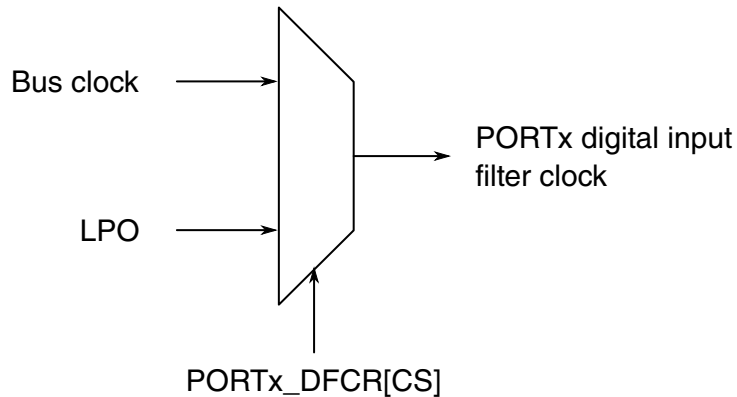 Bus clock
PORTx digital input
filter clock
LPO
PORTx_DFCR[CS]